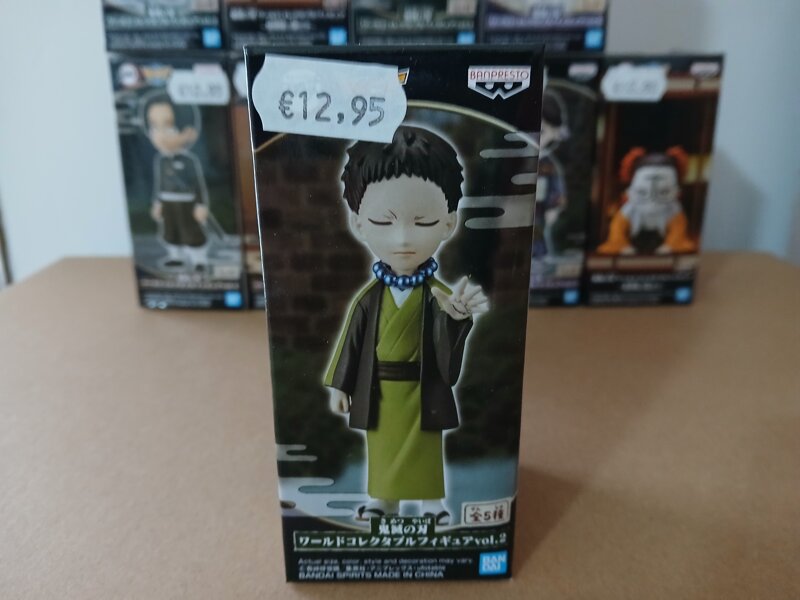 €12,95
BANPRESTO
全5種
きめつ やいば
鬼滅の刃
ワールドコレクタブルフィギュアvol.2
Actual size, color, style and decoration may vary.
BANDAI SPIRITS MADE IN CHINA
BAN
DAI